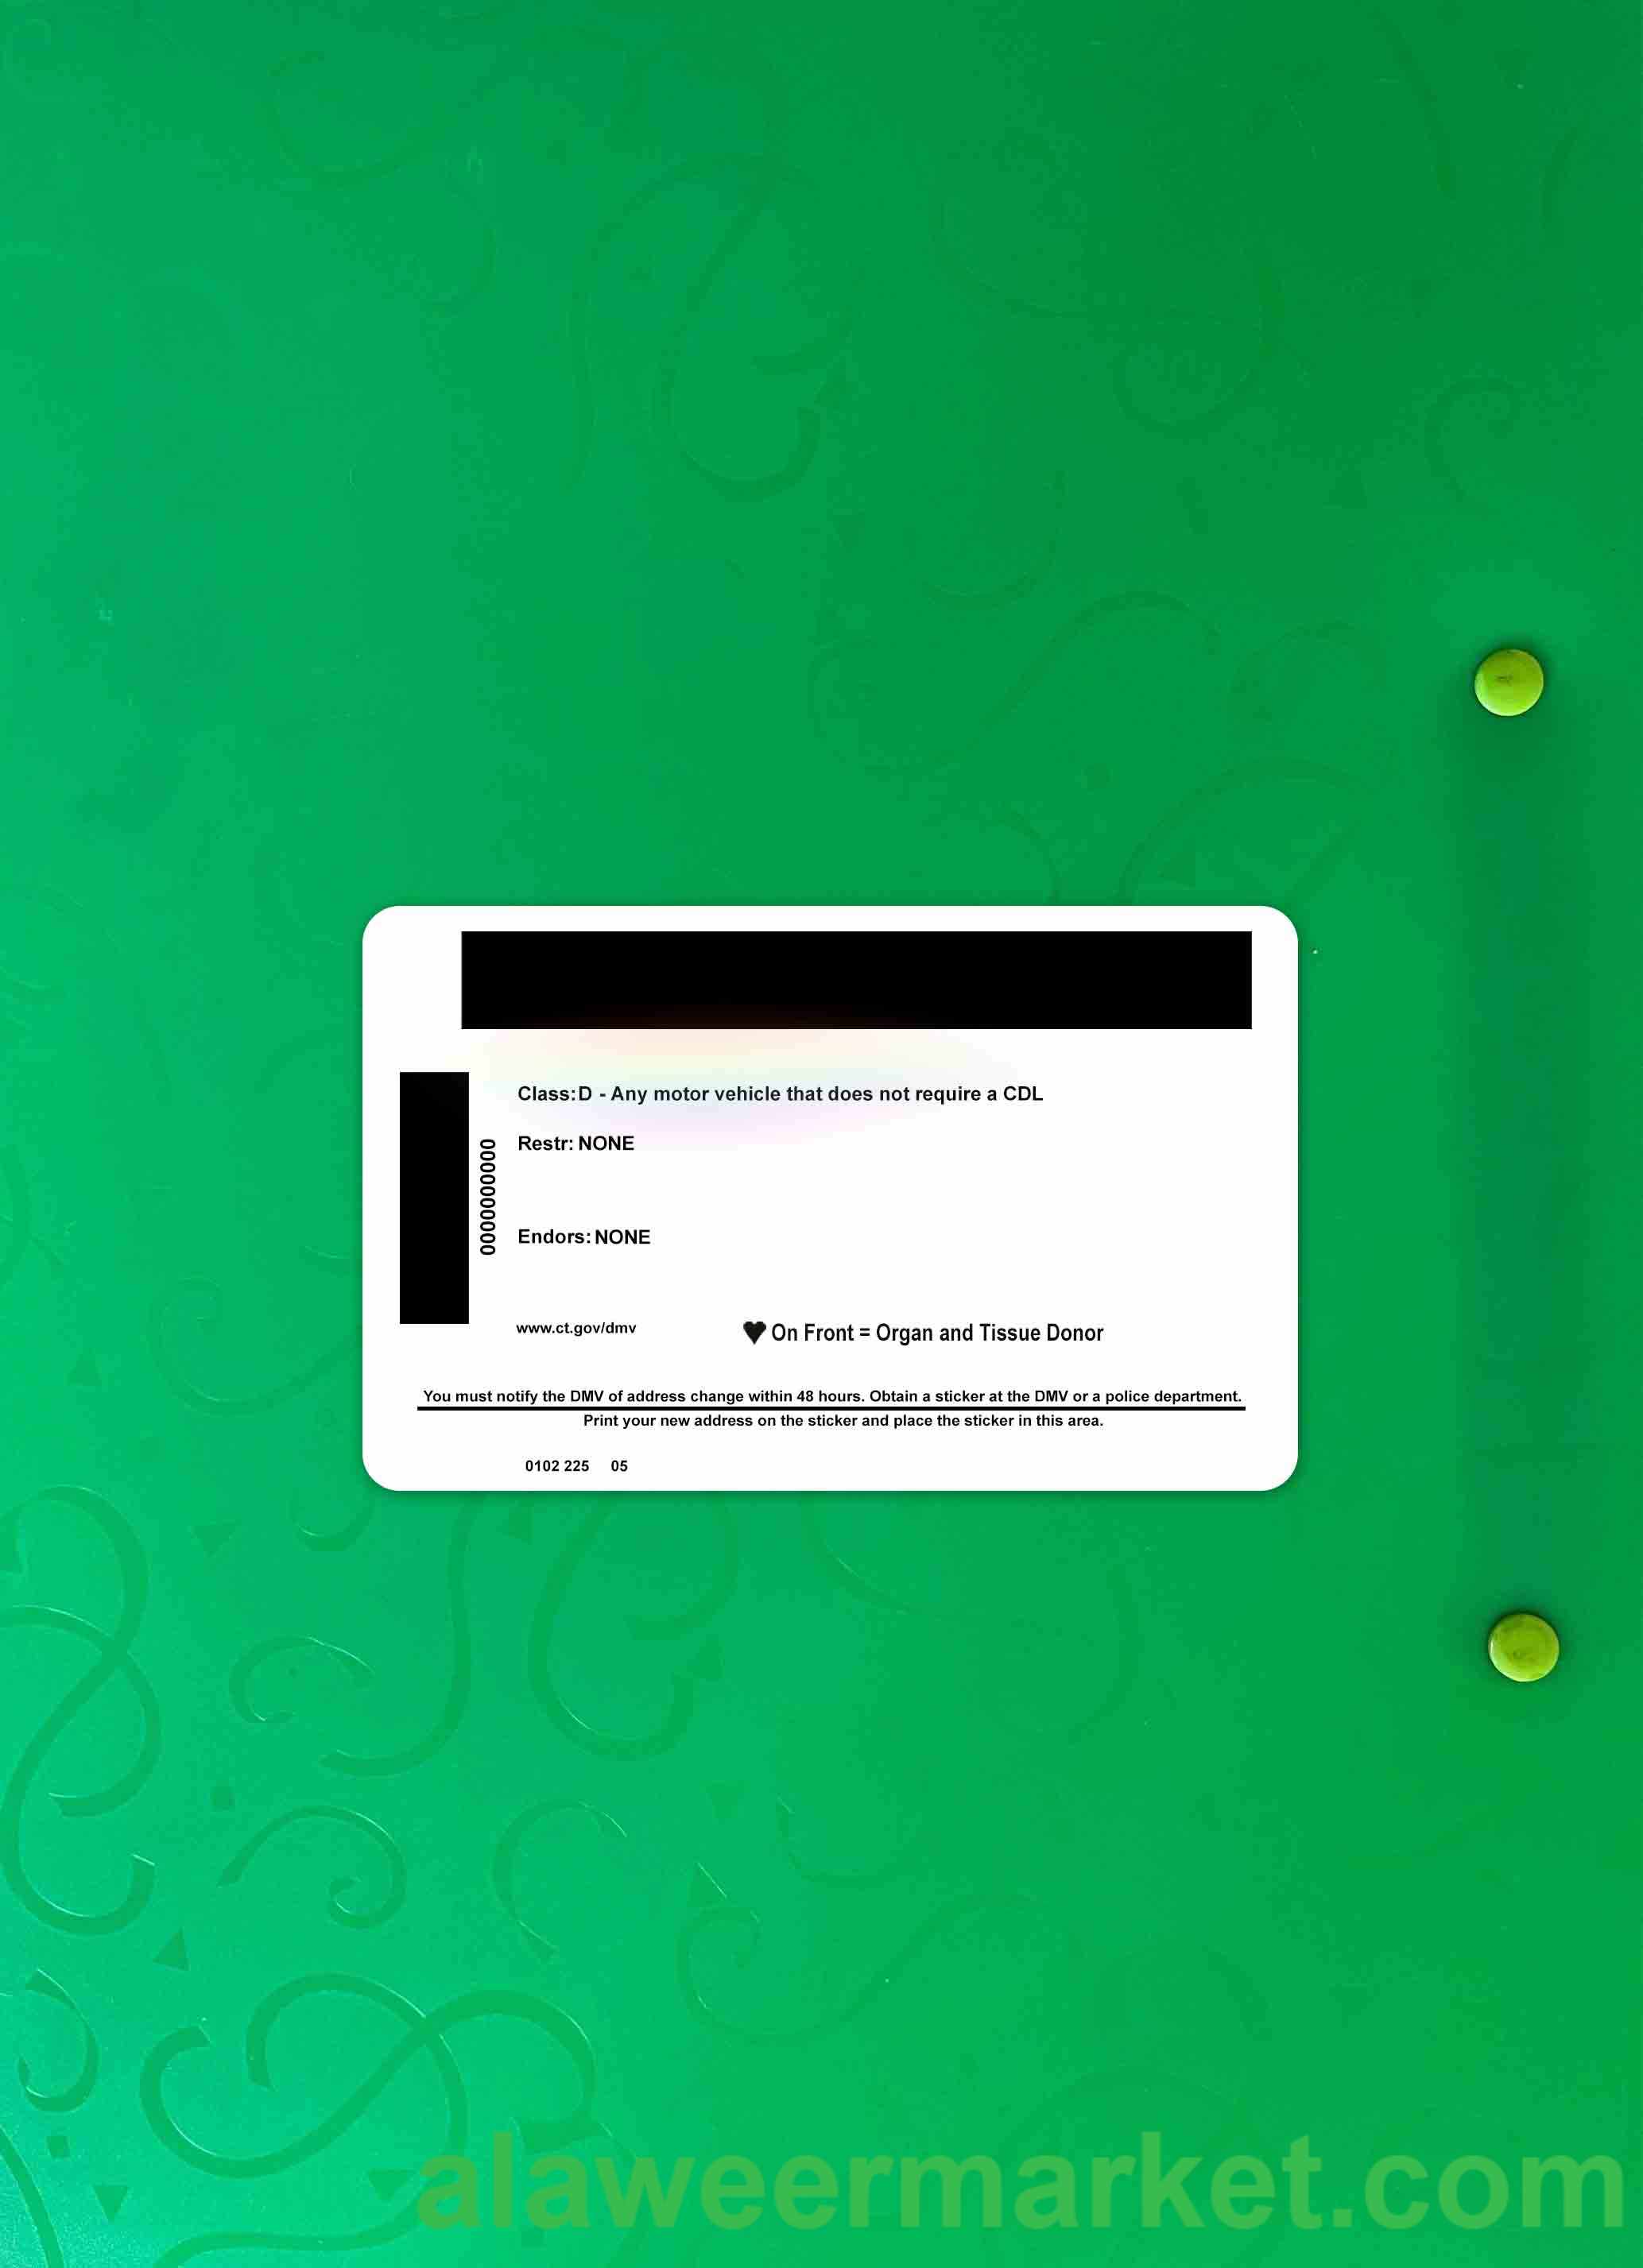 Class: D - Any motor vehicle that does not require a CDL
Restr: NONE
0000000000
Endors: NONE
www.ct.gov/dmv
♥ On Front = Organ and Tissue Donor
You must notify the DMV of address change within 48 hours. Obtain a sticker at the DMV or a police department.
Print your new address on the sticker and place the sticker in this area.
0102 225 05
alaweermarket.com